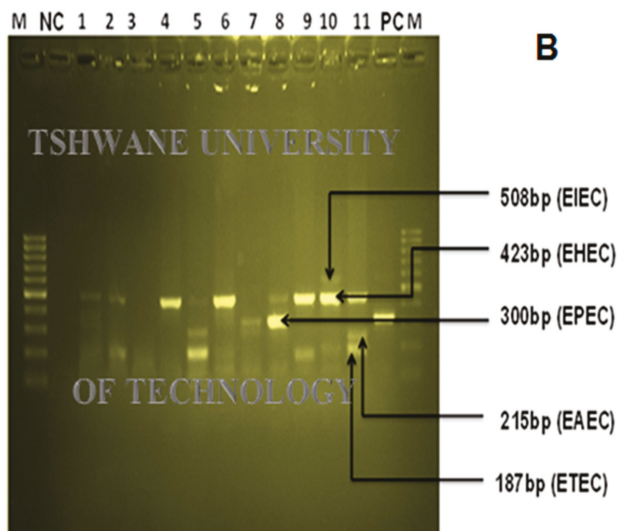 M NC 1 2 3 4 5 6 7 8 9 10 11 PC M
B
TSHWANE UNIVERSITY
508bp (EIEC)
423bp (EHEC)
300bp (EPEC)
OF TECHNOLOGY
215bp (EAEC)
187bp (ETEC)